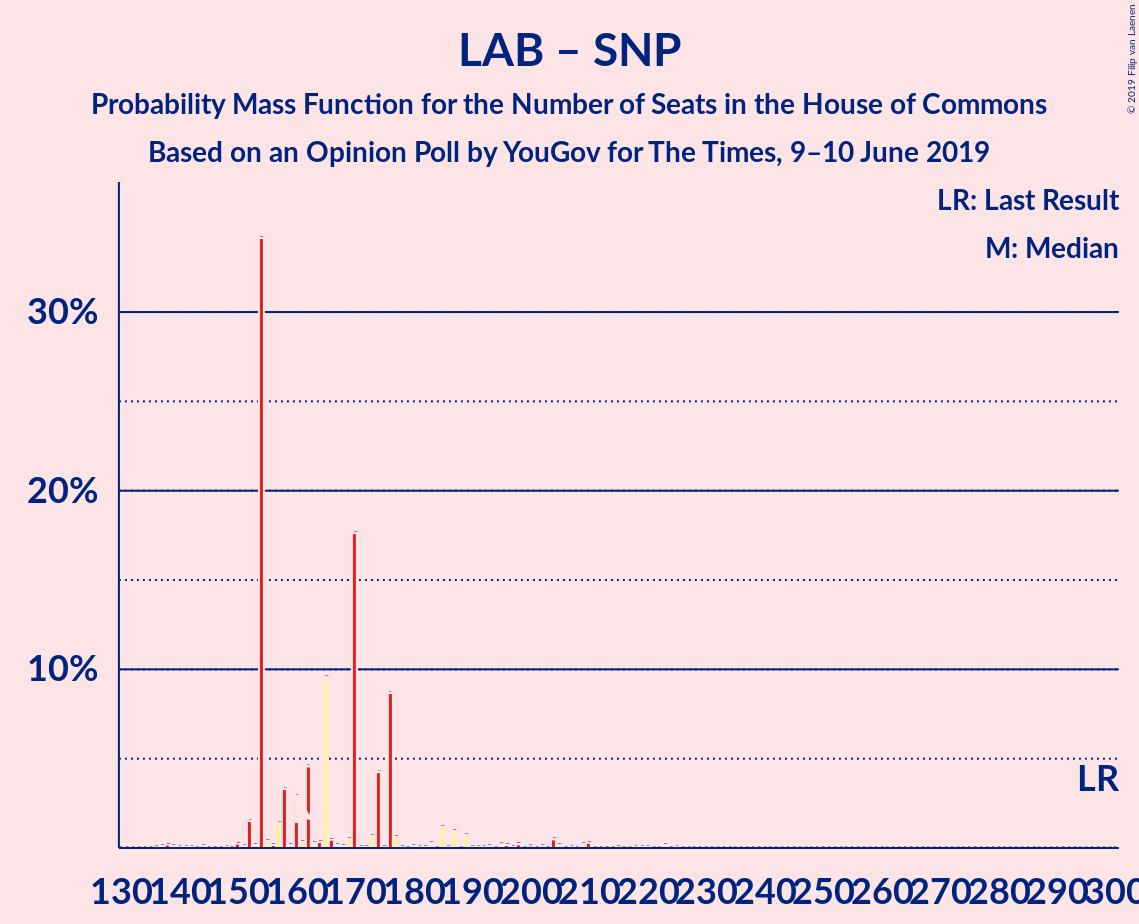 LAB – SNP
Probability Mass Function for the Number of Seats in the House of Commons
Based on an Opinion Poll by YouGov for The Times, 9–10 June 2019
© 2019 Filip van Laenen
LR: Last Result
M: Median
30%
20%
10%
LR
130 140 150 160 170 180 190 200 210 220 230 240 250 260 270 280 290 300